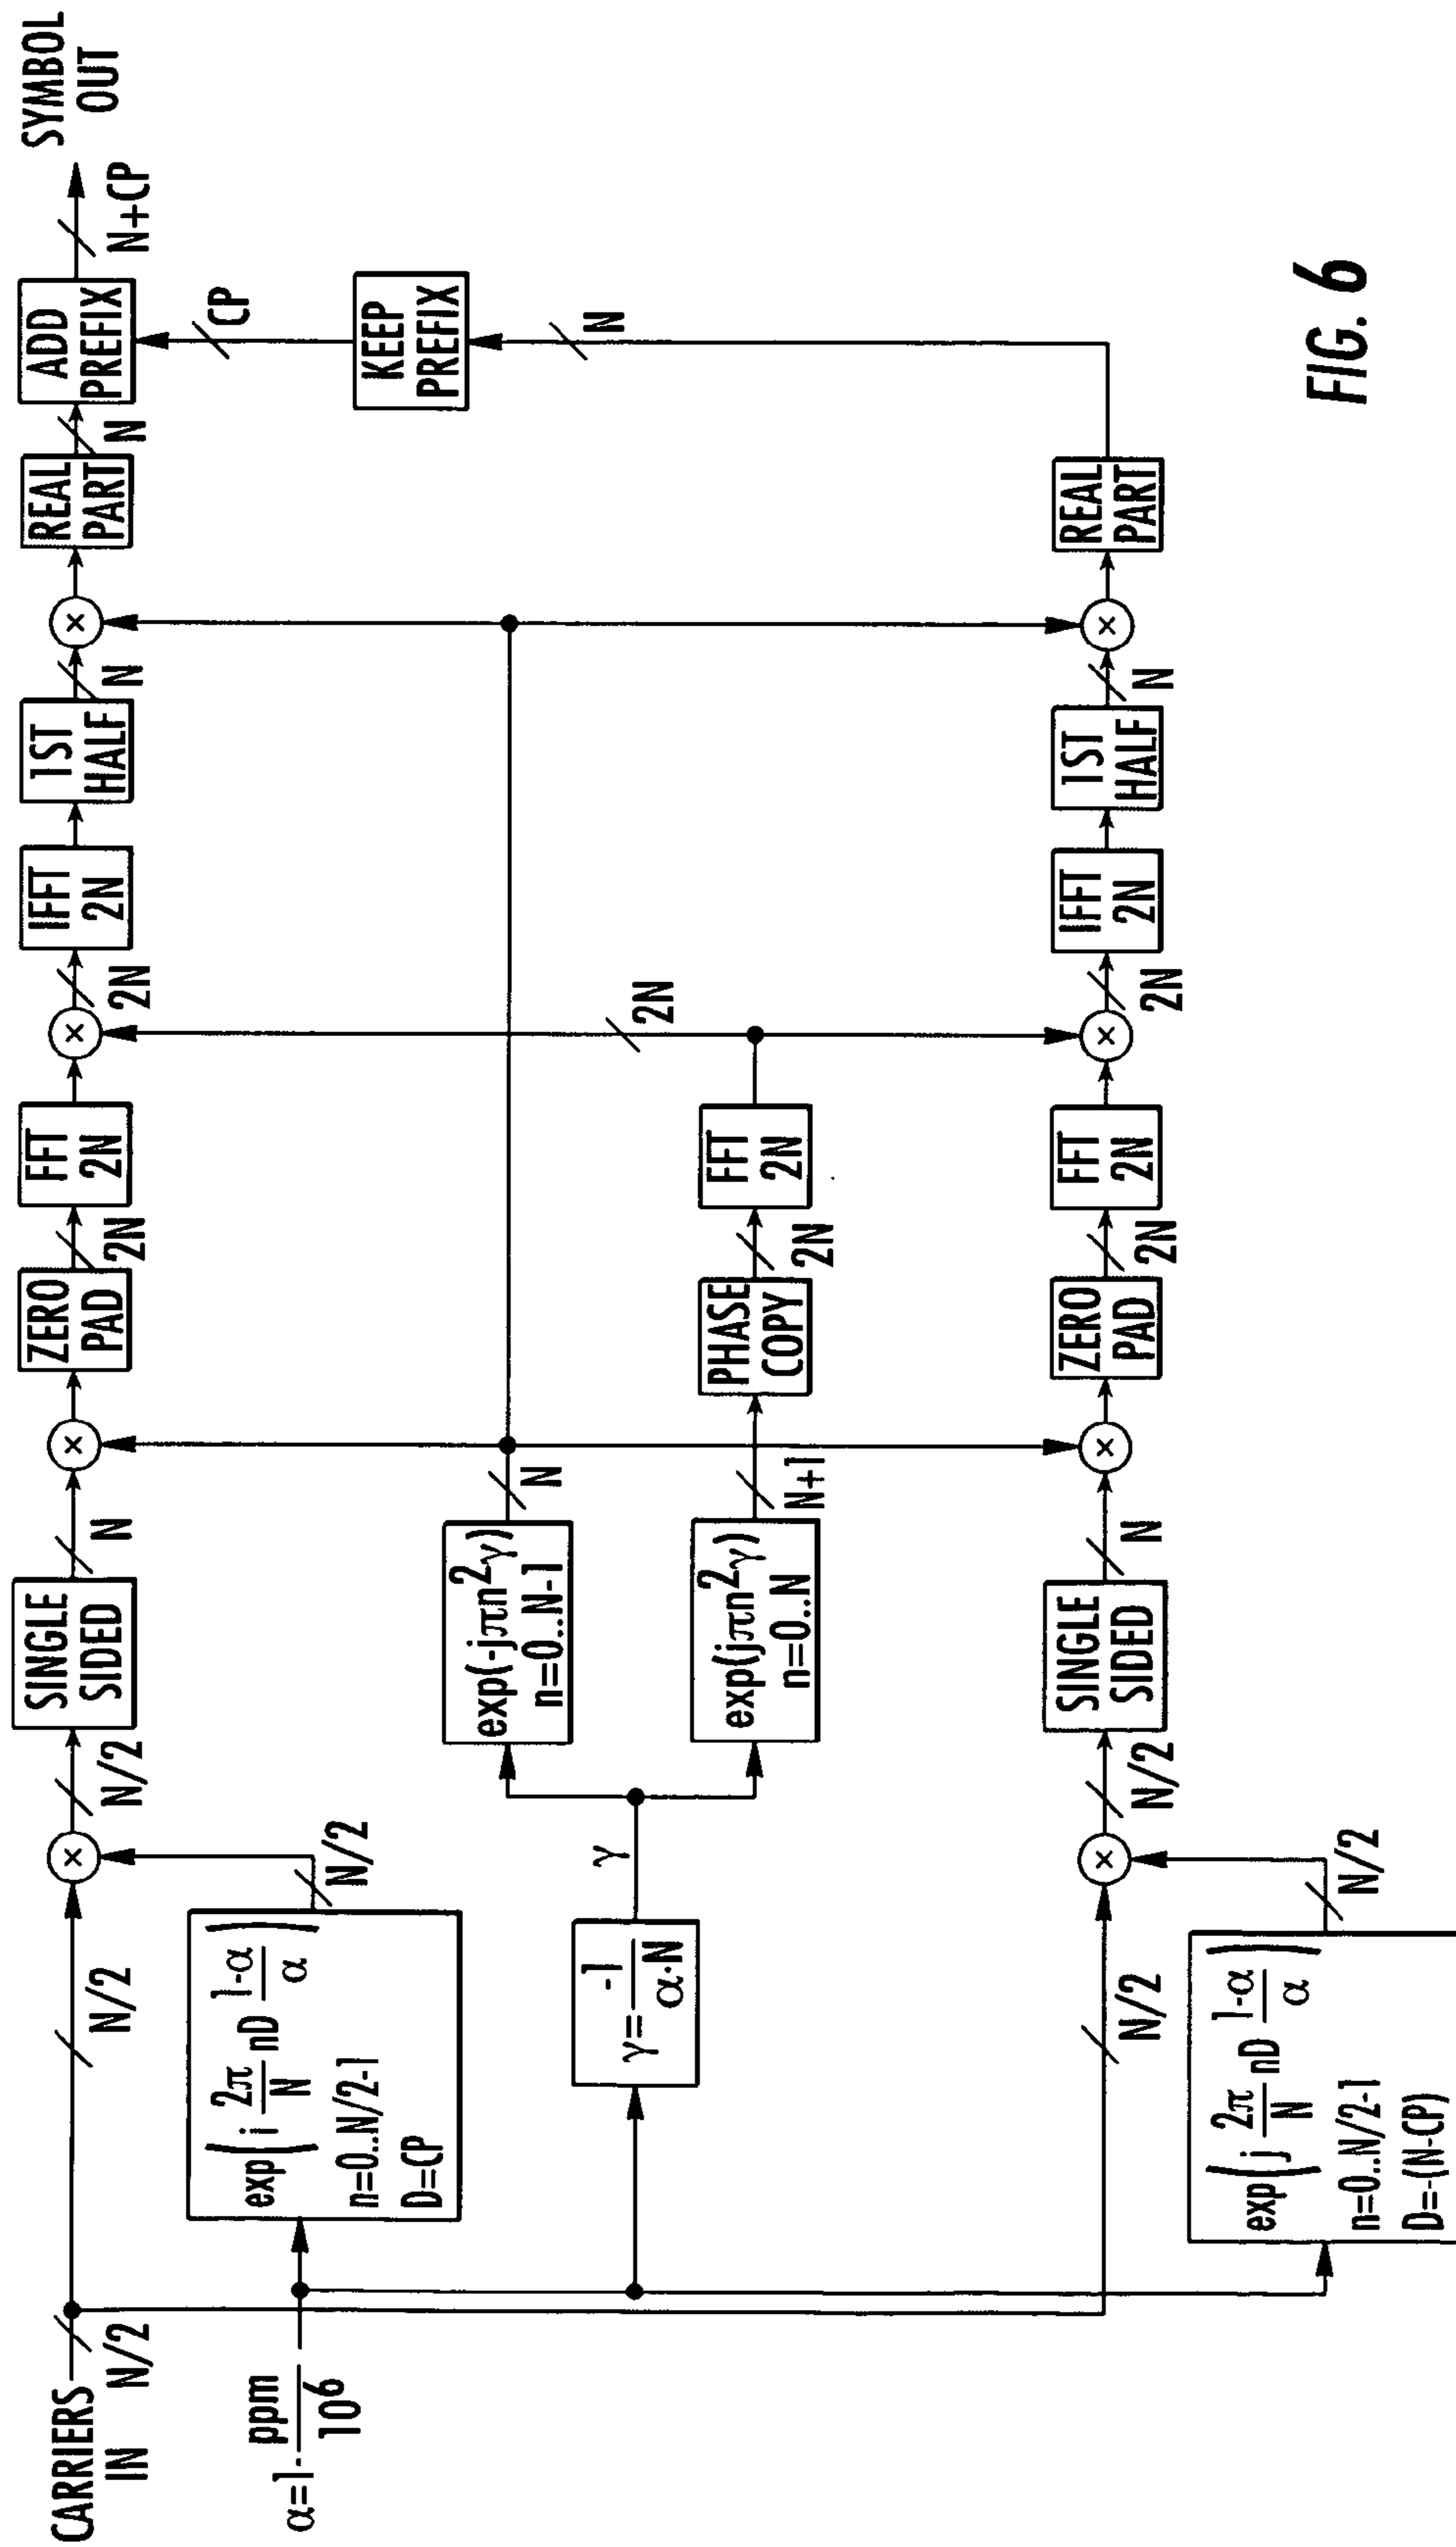 CARRIERS
IN
N/2
N/2
×
N/2
SINGLE
SIDED
N
×
ZERO
PAD
2N
FFT
2N
×
2N
IFFT
2N
1ST
HALF
N
×
REAL
PART
N
ADD
PREFIX
N+CP
SYMBOL
OUT
α=1-ppm/10^6
exp(j 2π/N nD 1-α/α)
n=0..N/2-1
D=CP
N/2
γ=-1/α·N
γ
exp(-jπn²γ)
n=0..N-1
N
exp(jπn²γ)
n=0..N
N+1
PHASE
COPY
2N
FFT
2N
2N
KEEP
PREFIX
CP
N
exp(j 2π/N nD 1-α/α)
n=0..N/2-1
D=-(N-CP)
N/2
N/2
×
N/2
SINGLE
SIDED
N
×
ZERO
PAD
2N
FFT
2N
×
2N
IFFT
2N
1ST
HALF
N
×
REAL
PART
FIG. 6